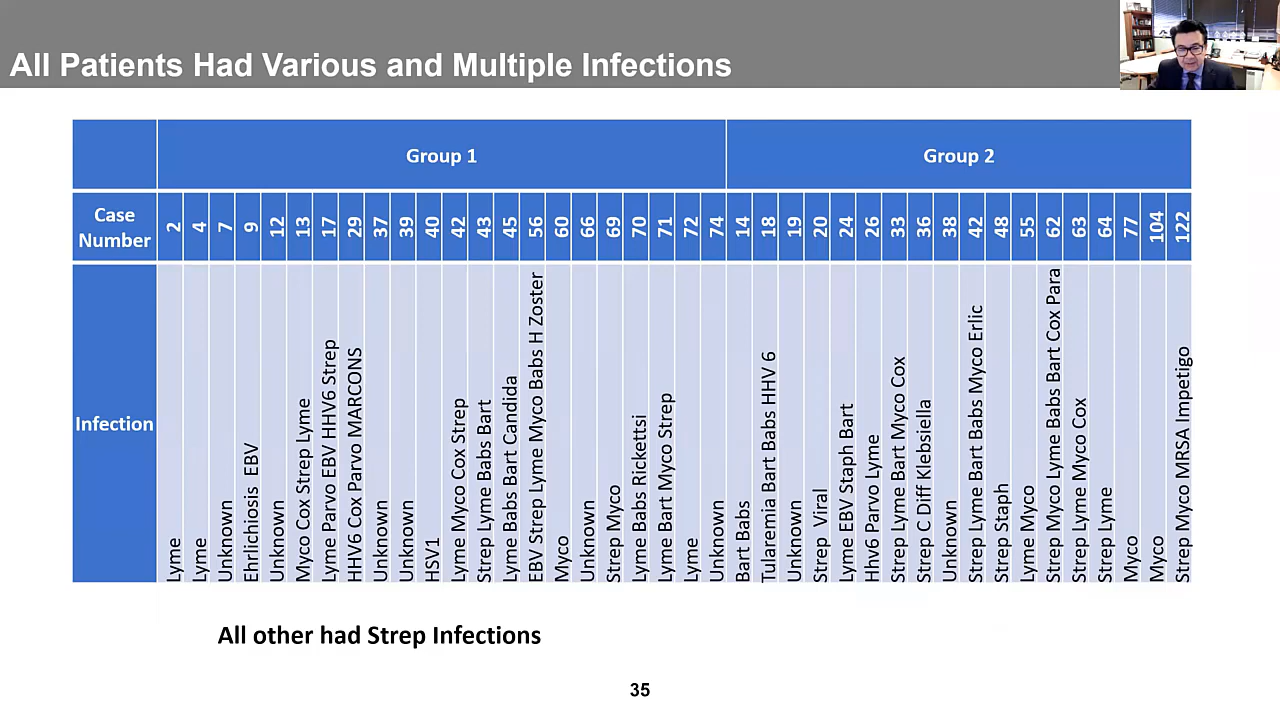 All Patients Had Various and Multiple Infections
Group 1
Group 2
Case Number
2
4
7
9
12
13
17
29
37
39
40
42
43
45
56
60
66
69
70
71
72
74
14
18
19
20
24
26
33
36
38
42
48
55
62
63
64
77
104
122
Infection
Lyme
Lyme
Unknown
Ehrlichiosis EBV
Unknown
Myco Cox Strep Lyme
Lyme Parvo EBV HHV6 Strep
HHV6 Cox Parvo MARCONS
Unknown
Unknown
HSV1
Lyme Myco Cox Strep
Strep Lyme Babs Bart
Lyme Babs Bart Candida
EBV Strep Lyme Myco Babs H Zoster
Myco
Unknown
Strep Myco
Lyme Babs Rickettsi
Lyme Bart Myco Strep
Lyme
Unknown
Bart Babs
Tularemia Bart Babs HHV 6
Unknown
Strep Viral
Lyme EBV Staph Bart
Hhv6 Parvo Lyme
Strep Lyme Bart Myco Cox
Strep C Diff Klebsiella
Unknown
Strep Lyme Bart Babs Myco Erlic
Strep Staph
Lyme Myco
Strep Myco Lyme Babs Bart Cox Para
Strep Lyme Myco Cox
Strep Lyme
Myco
Myco
Strep Myco MRSA Impetigo
All other had Strep Infections
35